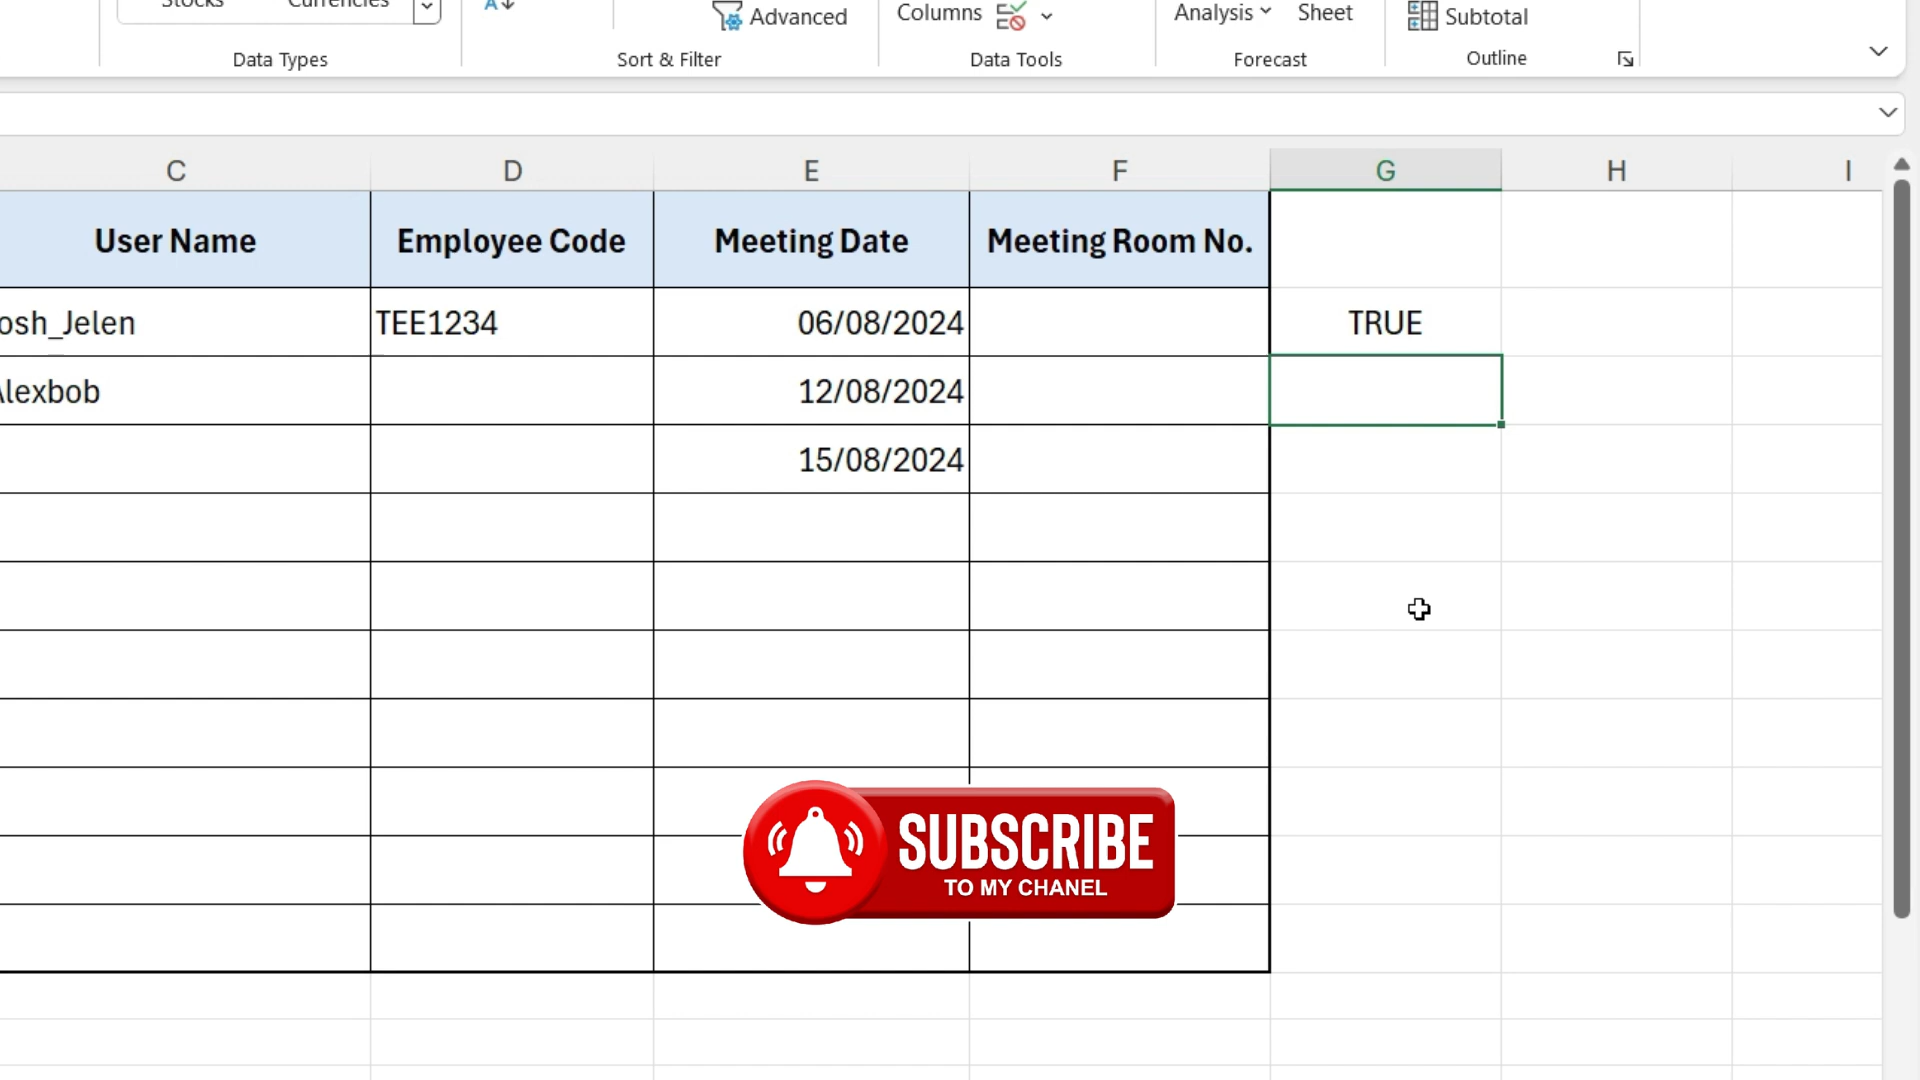 Stocks Currencies
Advanced
Columns
Analysis Sheet
Subtotal
Data Types Sort & Filter Data Tools Forecast Outline
C D E F G H I
User Name Employee Code Meeting Date Meeting Room No.
osh_Jelen TEE1234 06/08/2024 TRUE
Alexbob 12/08/2024
15/08/2024
SUBSCRIBE
TO MY CHANEL